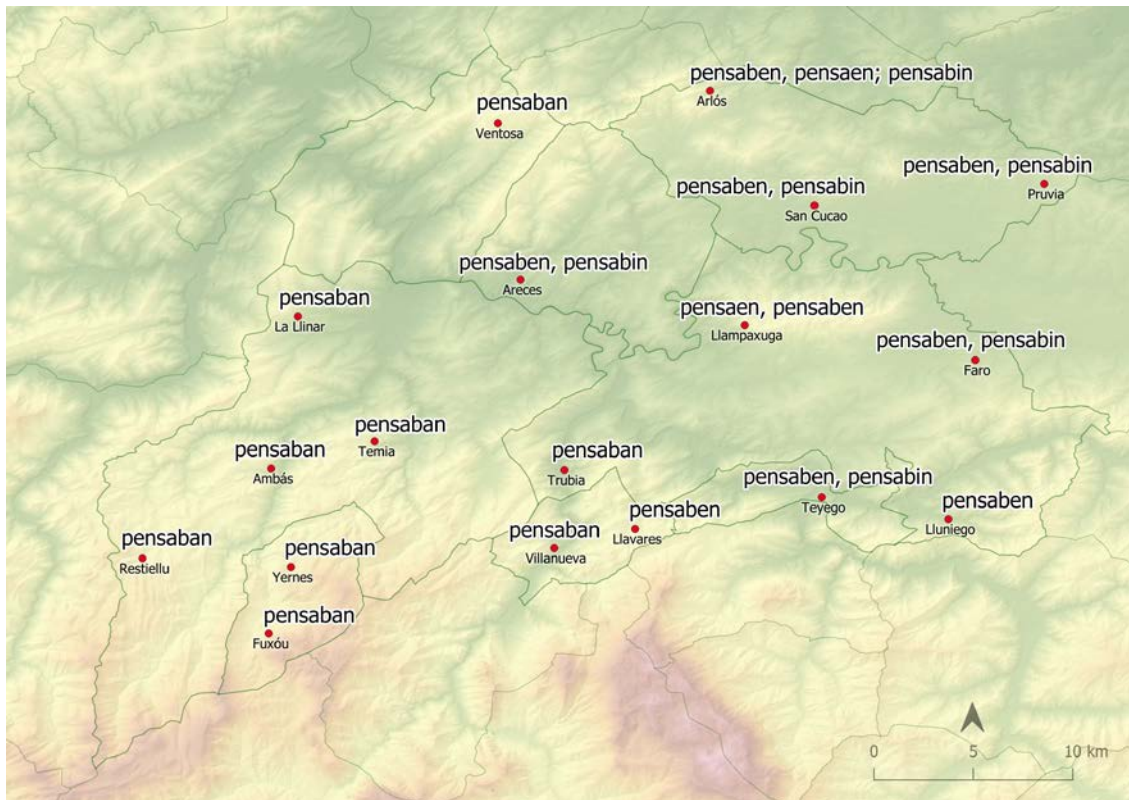 pensaben, pensaen; pensabin
Arlós
pensaban
Ventosa
pensaben, pensabin
Pruvia
pensaben, pensabin
San Cucao
pensaben, pensabin
Areces
pensaban
La Llinar
pensaen, pensaben
Llampaxuga
pensaben, pensabin
Faro
pensaban
Temia
pensaban
Ambás
pensaban
Trubia
pensaben, pensabin
Teyego
pensaben
Lluniego
pensaben
Llavares
pensaban
Villanueva
pensaban
Restiellu
pensaban
Yernes
pensaban
Fuxóu
0 5 10 km